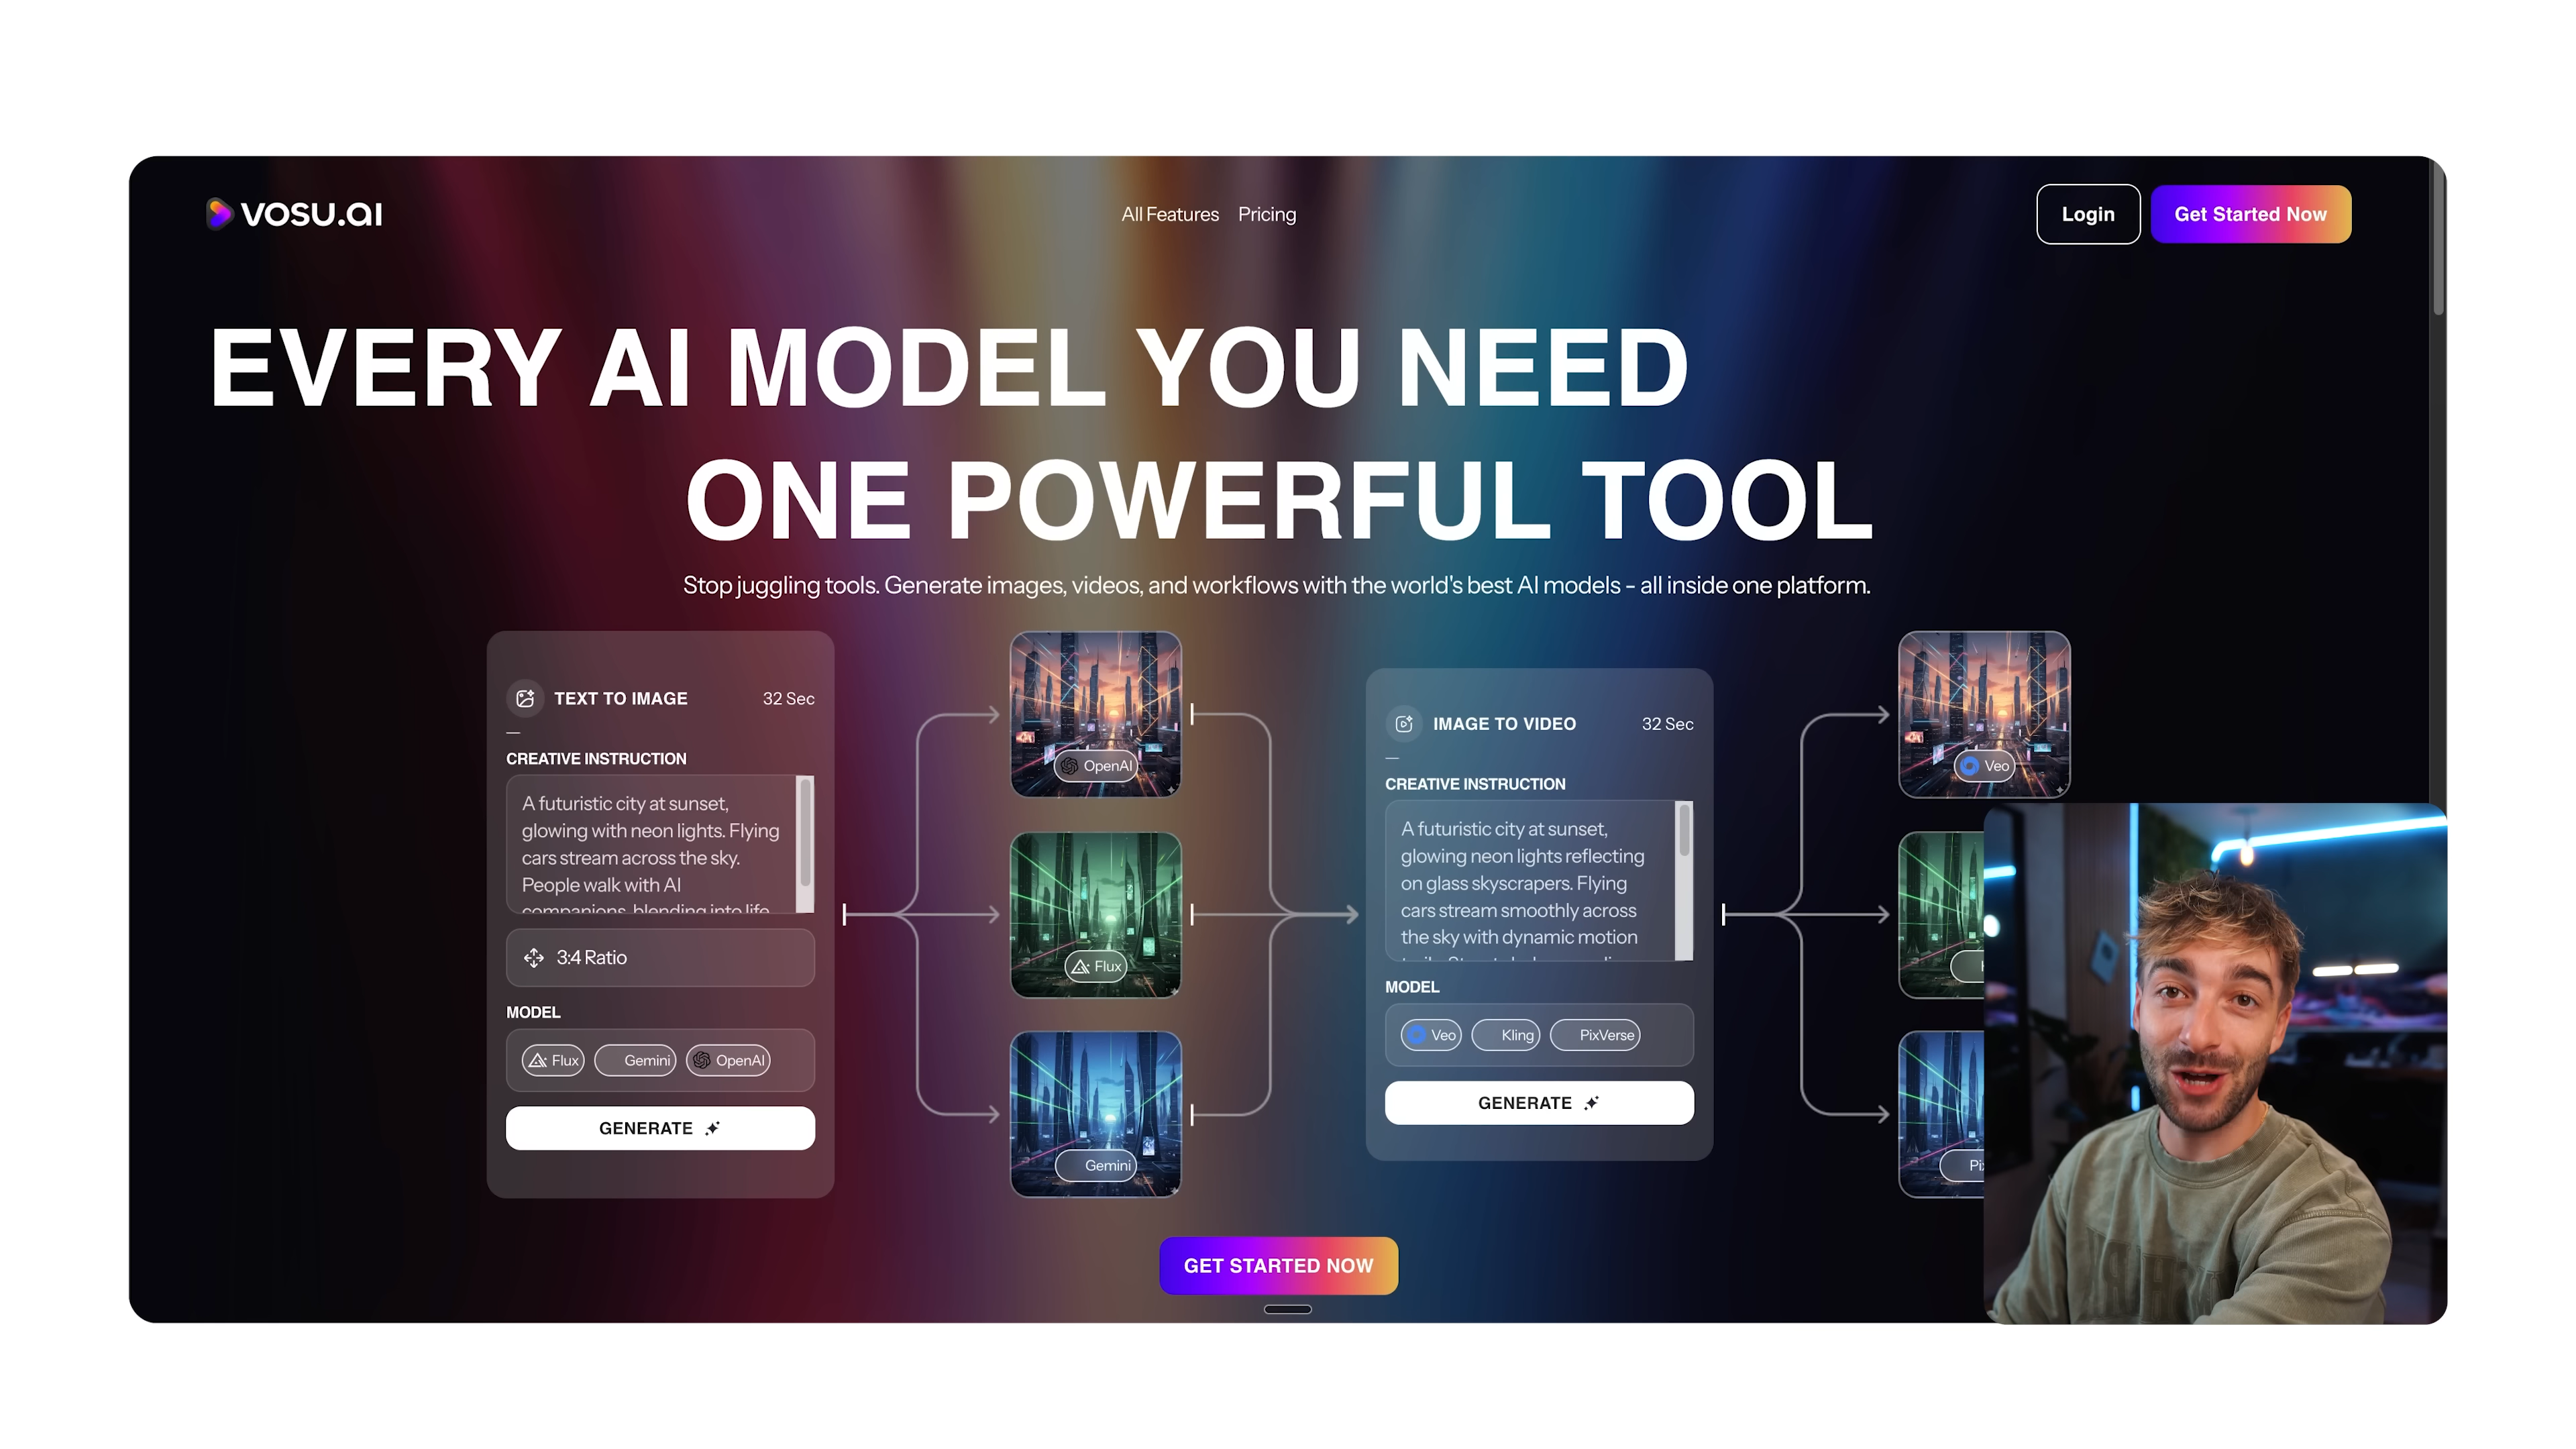 VOSU.AI
All Features Pricing
Login
Get Started Now
EVERY AI MODEL YOU NEED
ONE POWERFUL TOOL
Stop juggling tools. Generate images, videos, and workflows with the world's best AI models - all inside one platform.
TEXT TO IMAGE 32 Sec
CREATIVE INSTRUCTION
A futuristic city at sunset,
glowing with neon lights. Flying
cars stream across the sky.
People walk with AI
companions, blending into life
3:4 Ratio
MODEL
Flux Gemini OpenAI
GENERATE
OpenAI
Flux
Gemini
IMAGE TO VIDEO 32 Sec
CREATIVE INSTRUCTION
A futuristic city at sunset,
glowing neon lights reflecting
on glass skyscrapers. Flying
cars stream smoothly across
the sky with dynamic motion
MODEL
Veo Kling PixVerse
GENERATE
Veo
Pi
GET STARTED NOW